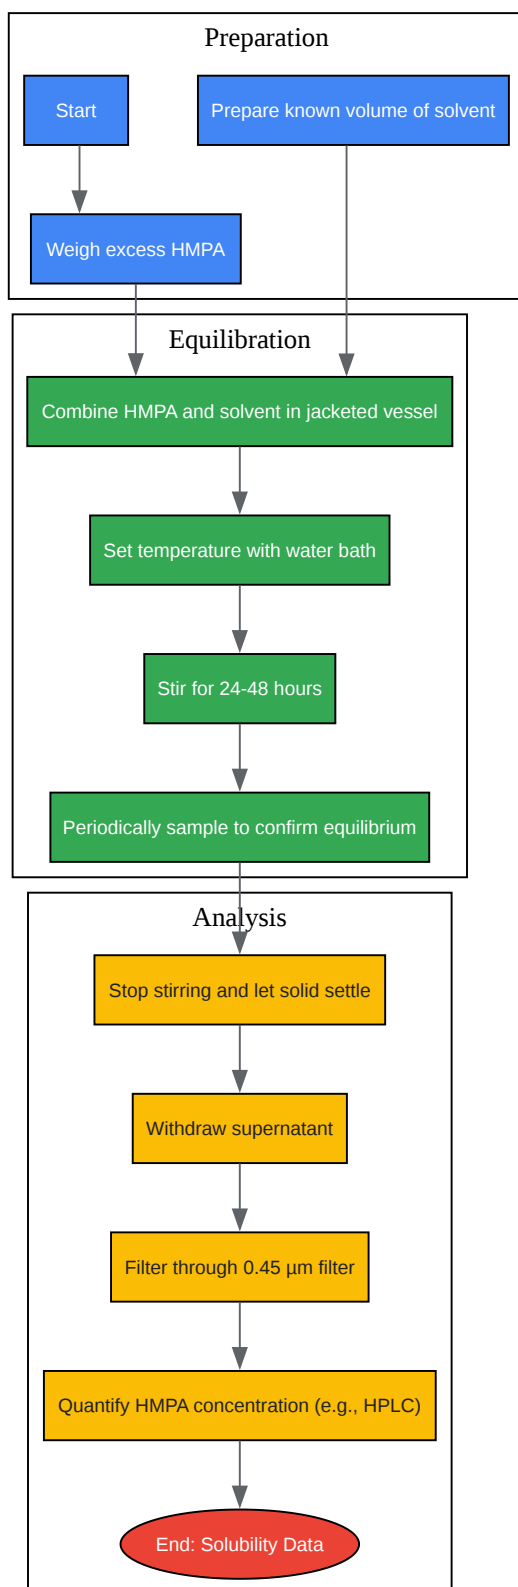 Preparation
Start
Prepare known volume of solvent
Weigh excess HMPA
Equilibration
Combine HMPA and solvent in jacketed vessel
Set temperature with water bath
Stir for 24-48 hours
Periodically sample to confirm equilibrium
Analysis
Stop stirring and let solid settle
Withdraw supernatant
Filter through 0.45 µm filter
Quantify HMPA concentration (e.g., HPLC)
End: Solubility Data